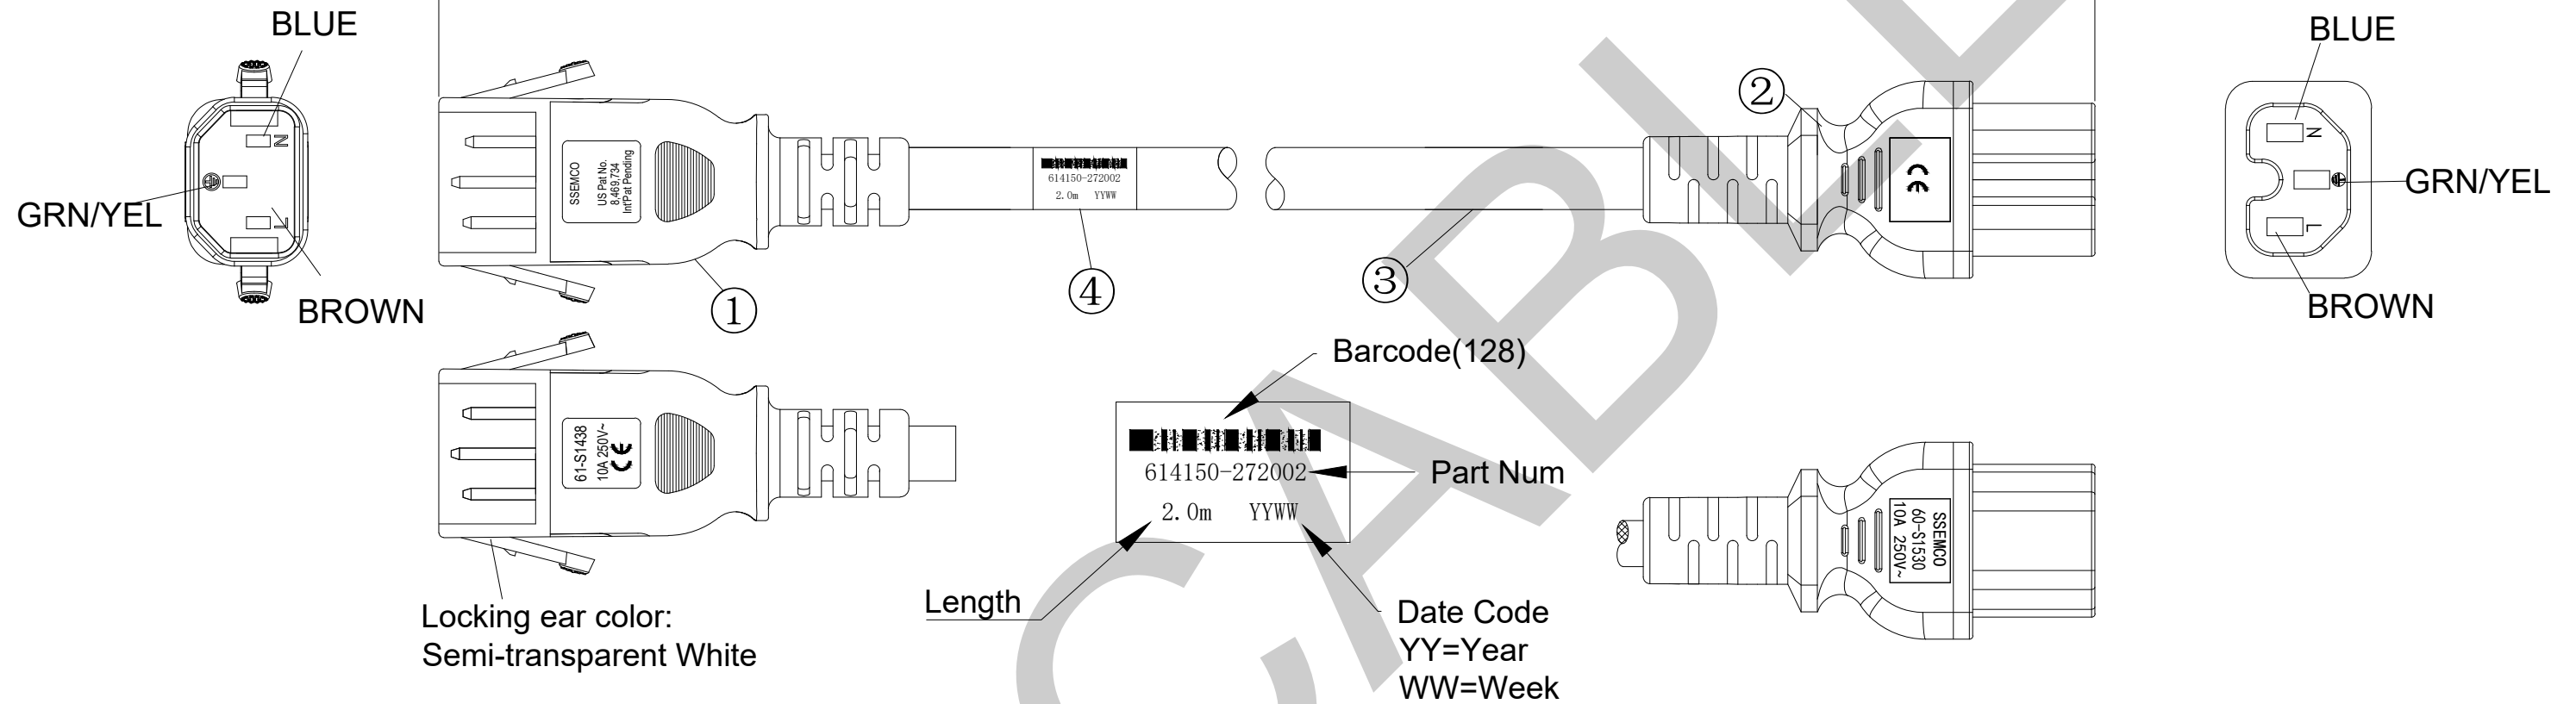 BLUE
N
GRN/YEL
L
BROWN
SSEMCO
US Pat No.
8,469,734
Int'Pat Pending
①
614150-272002
2.0m YYWW
④
③
②
CE
BLUE
N
GRN/YEL
L
BROWN
61-S1438
10A 250V~
CE
Locking ear color:
Semi-transparent White
Barcode(128)
614150-272002
Part Num
2.0m YYWW
Length
Date Code
YY=Year
WW=Week
SSEMCO
60-S1530
10A 250V~
CABLE